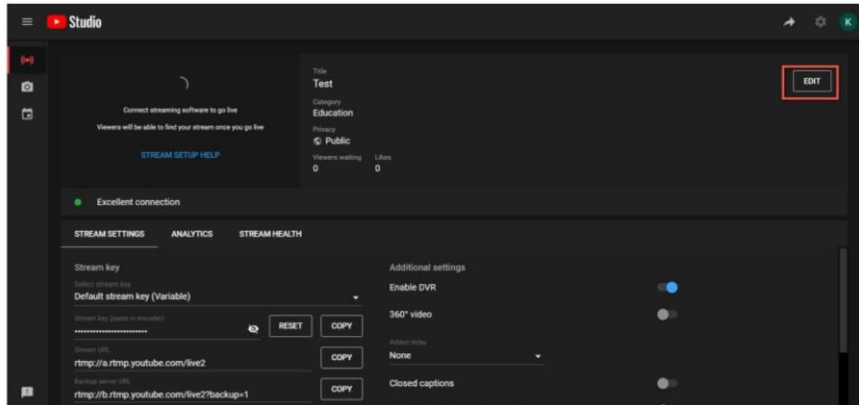 Studio
K
Title
Test
EDIT
Connect streaming software to go live
Viewers will be able to find your stream once you go live
STREAM SETUP HELP
Category
Education
Privacy
Public
Viewers waiting Likes
0 0
Excellent connection
STREAM SETTINGS ANALYTICS STREAM HEALTH
Stream key
Select stream key
Default stream key (Variable)
Stream key (paste in encoder)
••••••••••••••••••••••••
RESET COPY
Stream URL
rtmp://a.rtmp.youtube.com/live2
COPY
Backup server URL
rtmp://b.rtmp.youtube.com/live2?backup=1
COPY
Additional settings
Enable DVR
360° video
Added delay
None
Closed captions